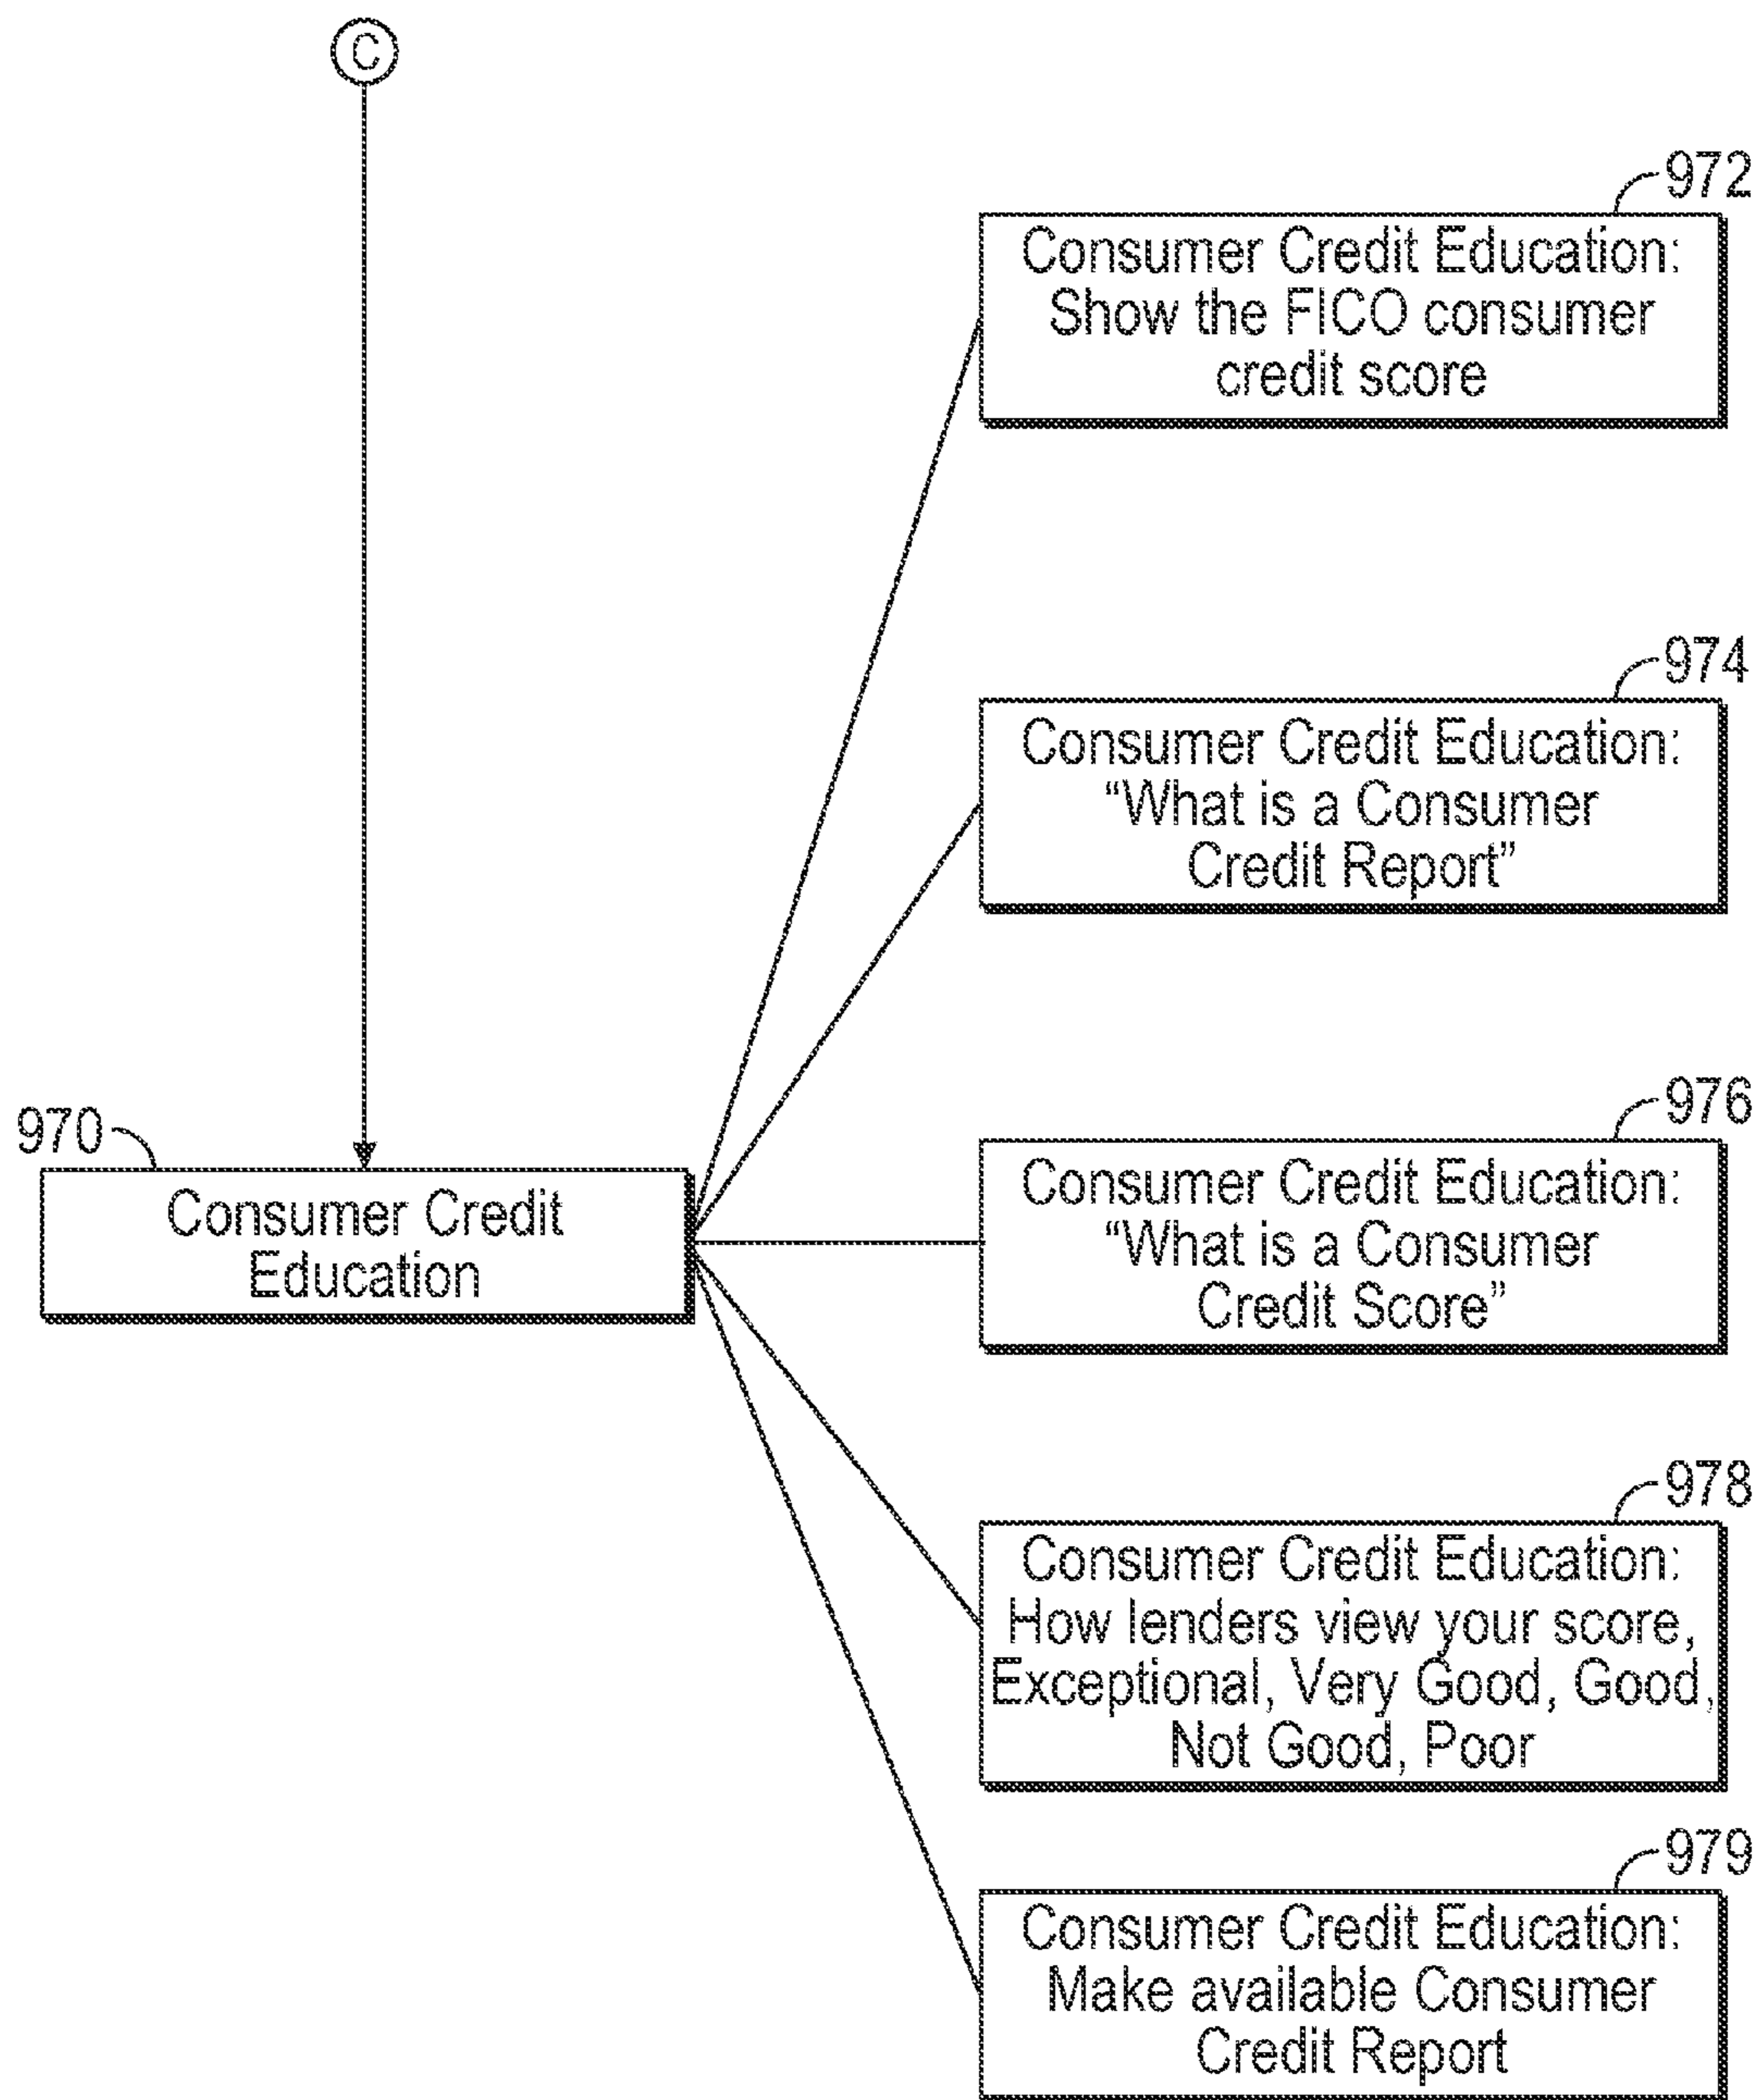 C
972
Consumer Credit Education:
Show the FICO consumer
credit score
974
Consumer Credit Education:
“What is a Consumer
Credit Report”
970
Consumer Credit
Education
976
Consumer Credit Education:
“What is a Consumer
Credit Score”
978
Consumer Credit Education:
How lenders view your score,
Exceptional, Very Good, Good,
Not Good, Poor
979
Consumer Credit Education:
Make available Consumer
Credit Report